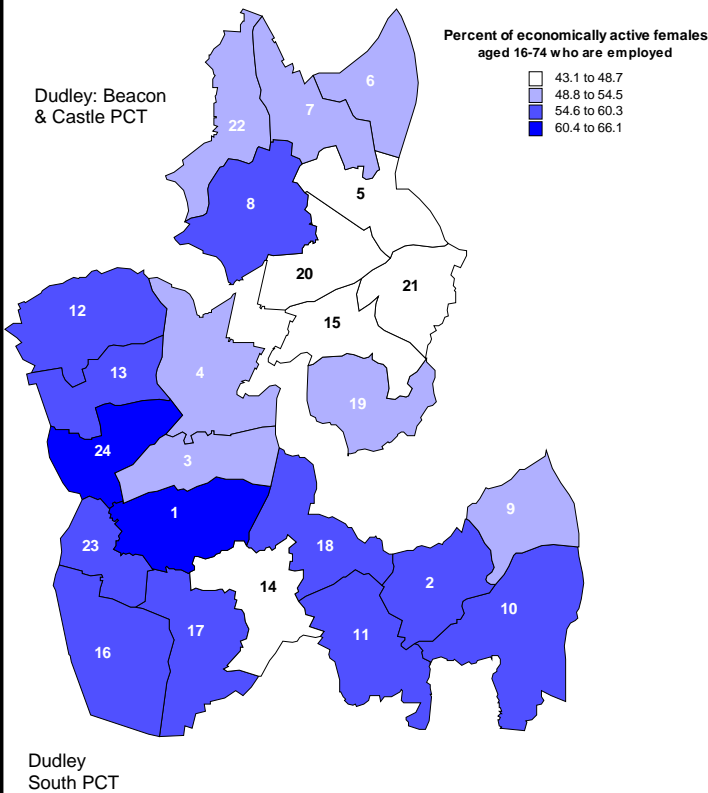 Percent of economically active females
aged 16-74 who are employed
43.1 to 48.7
48.8 to 54.5
54.6 to 60.3
60.4 to 66.1
Dudley: Beacon
& Castle PCT
6
7
22
5
8
20
21
12
15
13
4
19
24
3
9
1
23
18
14
2
10
17
11
16
Dudley
South PCT